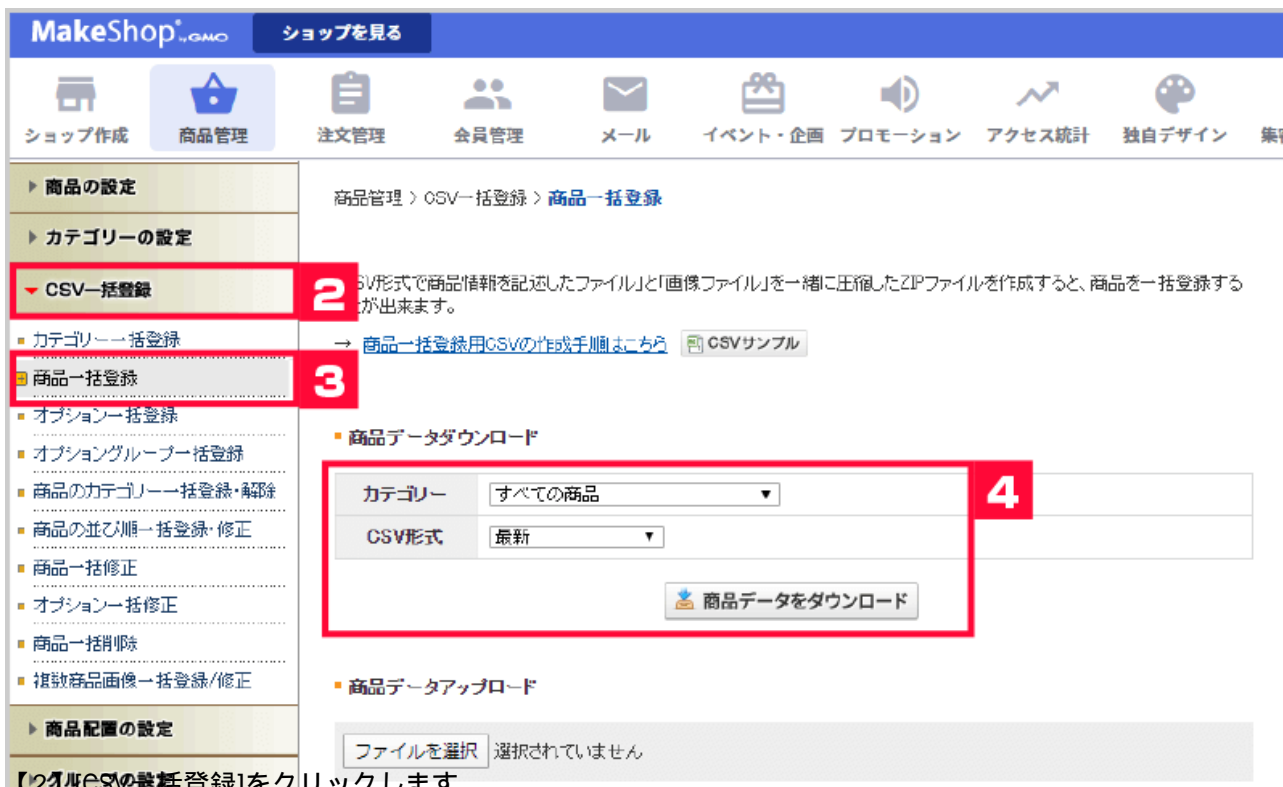 MakeShop by GMO
ショップを見る
ショップ作成
商品管理
注文管理
会員管理
メール
イベント・企画
プロモーション
アクセス統計
独自デザイン
集
商品の設定
カテゴリーの設定
CSV一括登録
2
カテゴリー一括登録
商品一括登録
3
オプション一括登録
オプショングループ一括登録
商品のカテゴリー一括登録・解除
商品の並び順一括登録・修正
商品一括修正
オプション一括修正
商品一括削除
複数商品画像一括登録/修正
商品配置の設定
商品管理 > CSV一括登録 > 商品一括登録
SV形式で商品情報を記述したファイル」と「画像ファイル」を一緒に圧縮したZIPファイルを作成すると、商品を一括登録する
が出来ます。
→ 商品一括登録用CSVの作成手順はこちら CSVサンプル
商品データダウンロード
カテゴリー すべての商品
4
CSV形式 最新
商品データをダウンロード
商品データアップロード
ファイルを選択 選択されていません
括登録]をクリックします